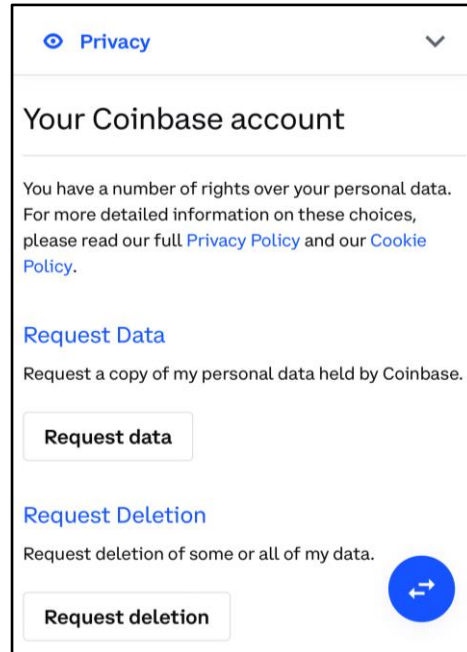 Privacy
Your Coinbase account
You have a number of rights over your personal data.
For more detailed information on these choices,
please read our full Privacy Policy and our Cookie
Policy.
Request Data
Request a copy of my personal data held by Coinbase.
Request data
Request Deletion
Request deletion of some or all of my data.
Request deletion